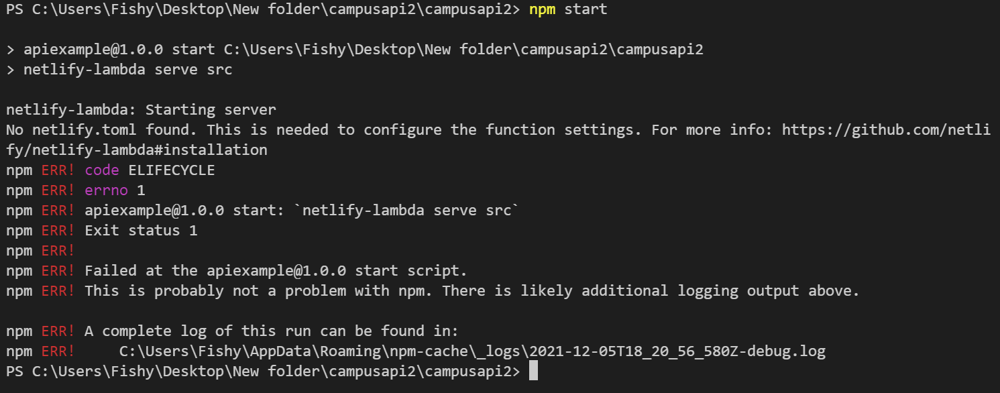 PS C:\Users\Fishy\Desktop\New folder\campusapi2\campusapi2> npm start
> apiexample@1.0.0 start C:\Users\Fishy\Desktop\New folder\campusapi2\campusapi2
> netlify-lambda serve src
netlify-lambda: Starting server
No netlify.toml found. This is needed to configure the function settings. For more info: https://github.com/netli
fy/netlify-lambda#installation
npm ERR! code ELIFECYCLE
npm ERR! errno 1
npm ERR! apiexample@1.0.0 start: `netlify-lambda serve src`
npm ERR! Exit status 1
npm ERR!
npm ERR! Failed at the apiexample@1.0.0 start script.
npm ERR! This is probably not a problem with npm. There is likely additional logging output above.
npm ERR! A complete log of this run can be found in:
npm ERR!     C:\Users\Fishy\AppData\Roaming\npm-cache\_logs\2021-12-05T18_20_56_580Z-debug.log
PS C:\Users\Fishy\Desktop\New folder\campusapi2\campusapi2>